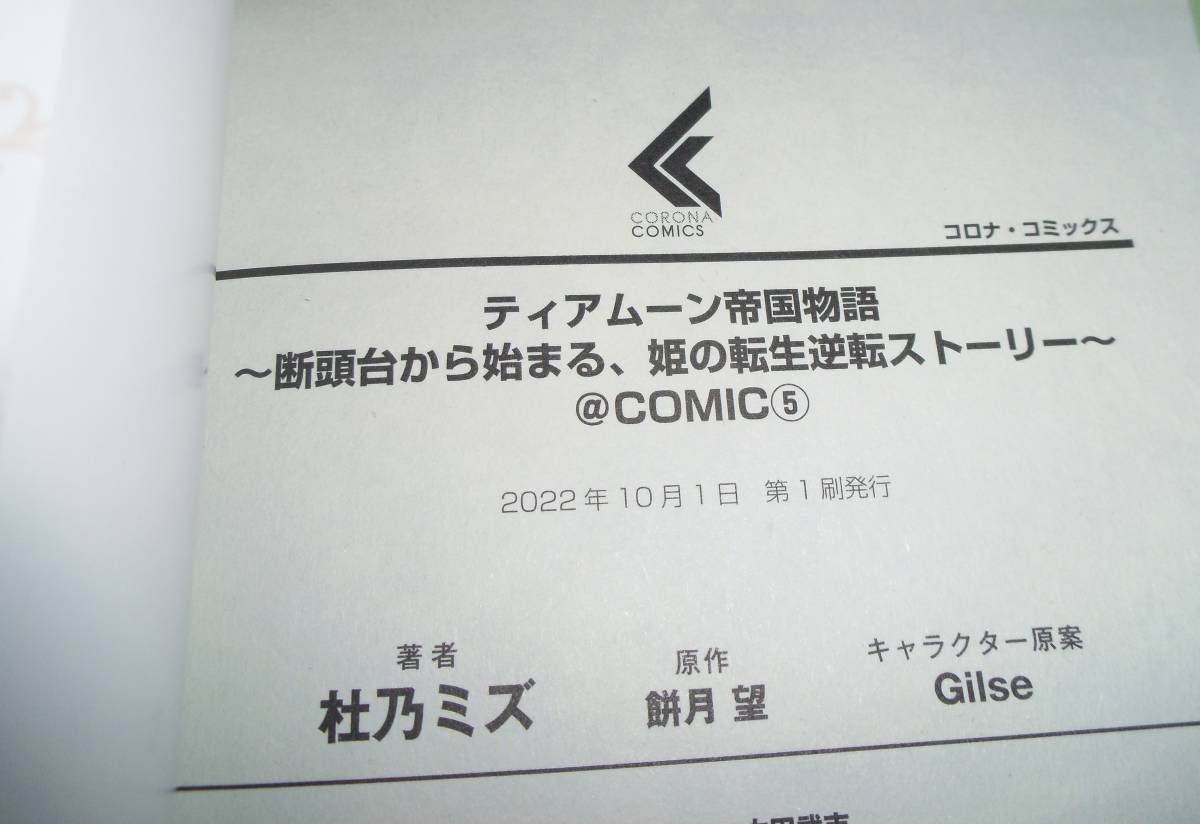 CORONA
COMICS
コロナ・コミックス
ティアムーン帝国物語
～断頭台から始まる、姫の転生逆転ストーリー～
@COMIC⑤
2022年10月1日 第1刷発行
著者
杜乃ミズ
原作
餅月 望
キャラクター原案
Gilse